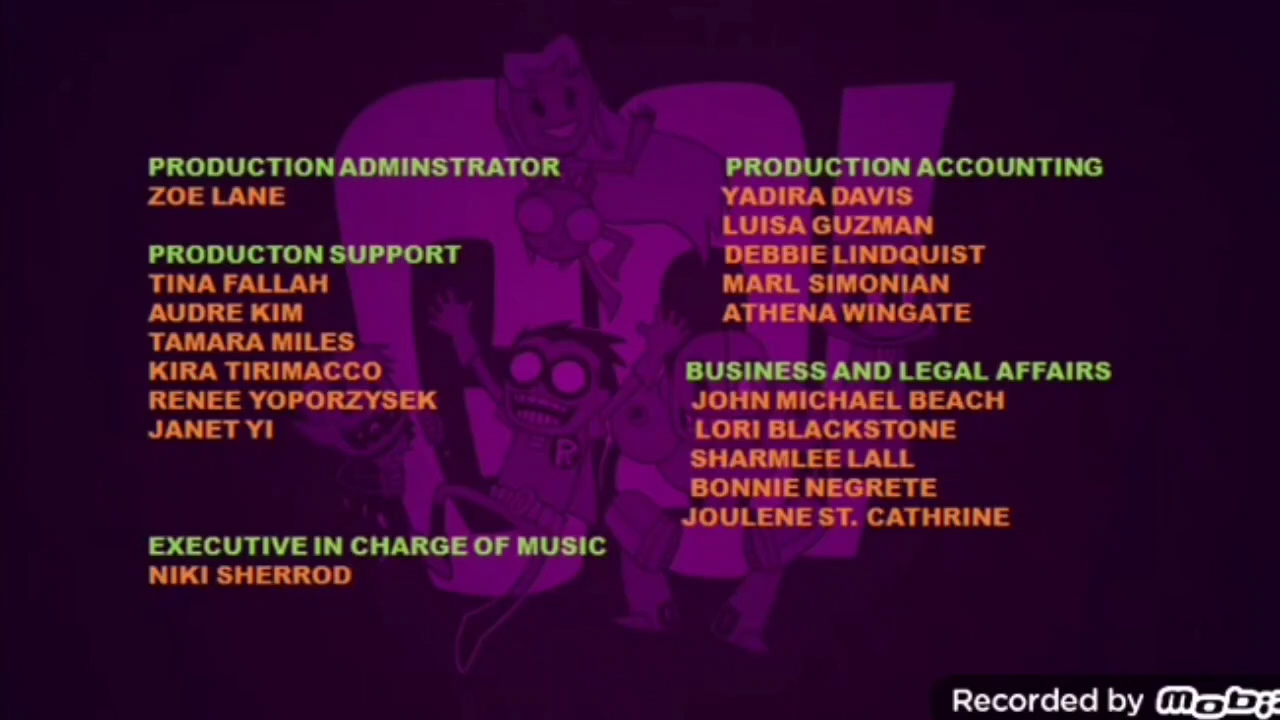 PRODUCTION ADMINSTRATOR
ZOE LANE
PRODUCTON SUPPORT
TINA FALLAH
AUDRE KIM
TAMARA MILES
KIRA TIRIMACCO
RENEE YOPORZYSEK
JANET YI
EXECUTIVE IN CHARGE OF MUSIC
NIKI SHERROD
PRODUCTION ACCOUNTING
YADIRA DAVIS
LUISA GUZMAN
DEBBIE LINDQUIST
MARL SIMONIAN
ATHENA WINGATE
BUSINESS AND LEGAL AFFAIRS
JOHN MICHAEL BEACH
LORI BLACKSTONE
SHARMLEE LALL
BONNIE NEGRETE
JOULENE ST. CATHRINE
R
Recorded by